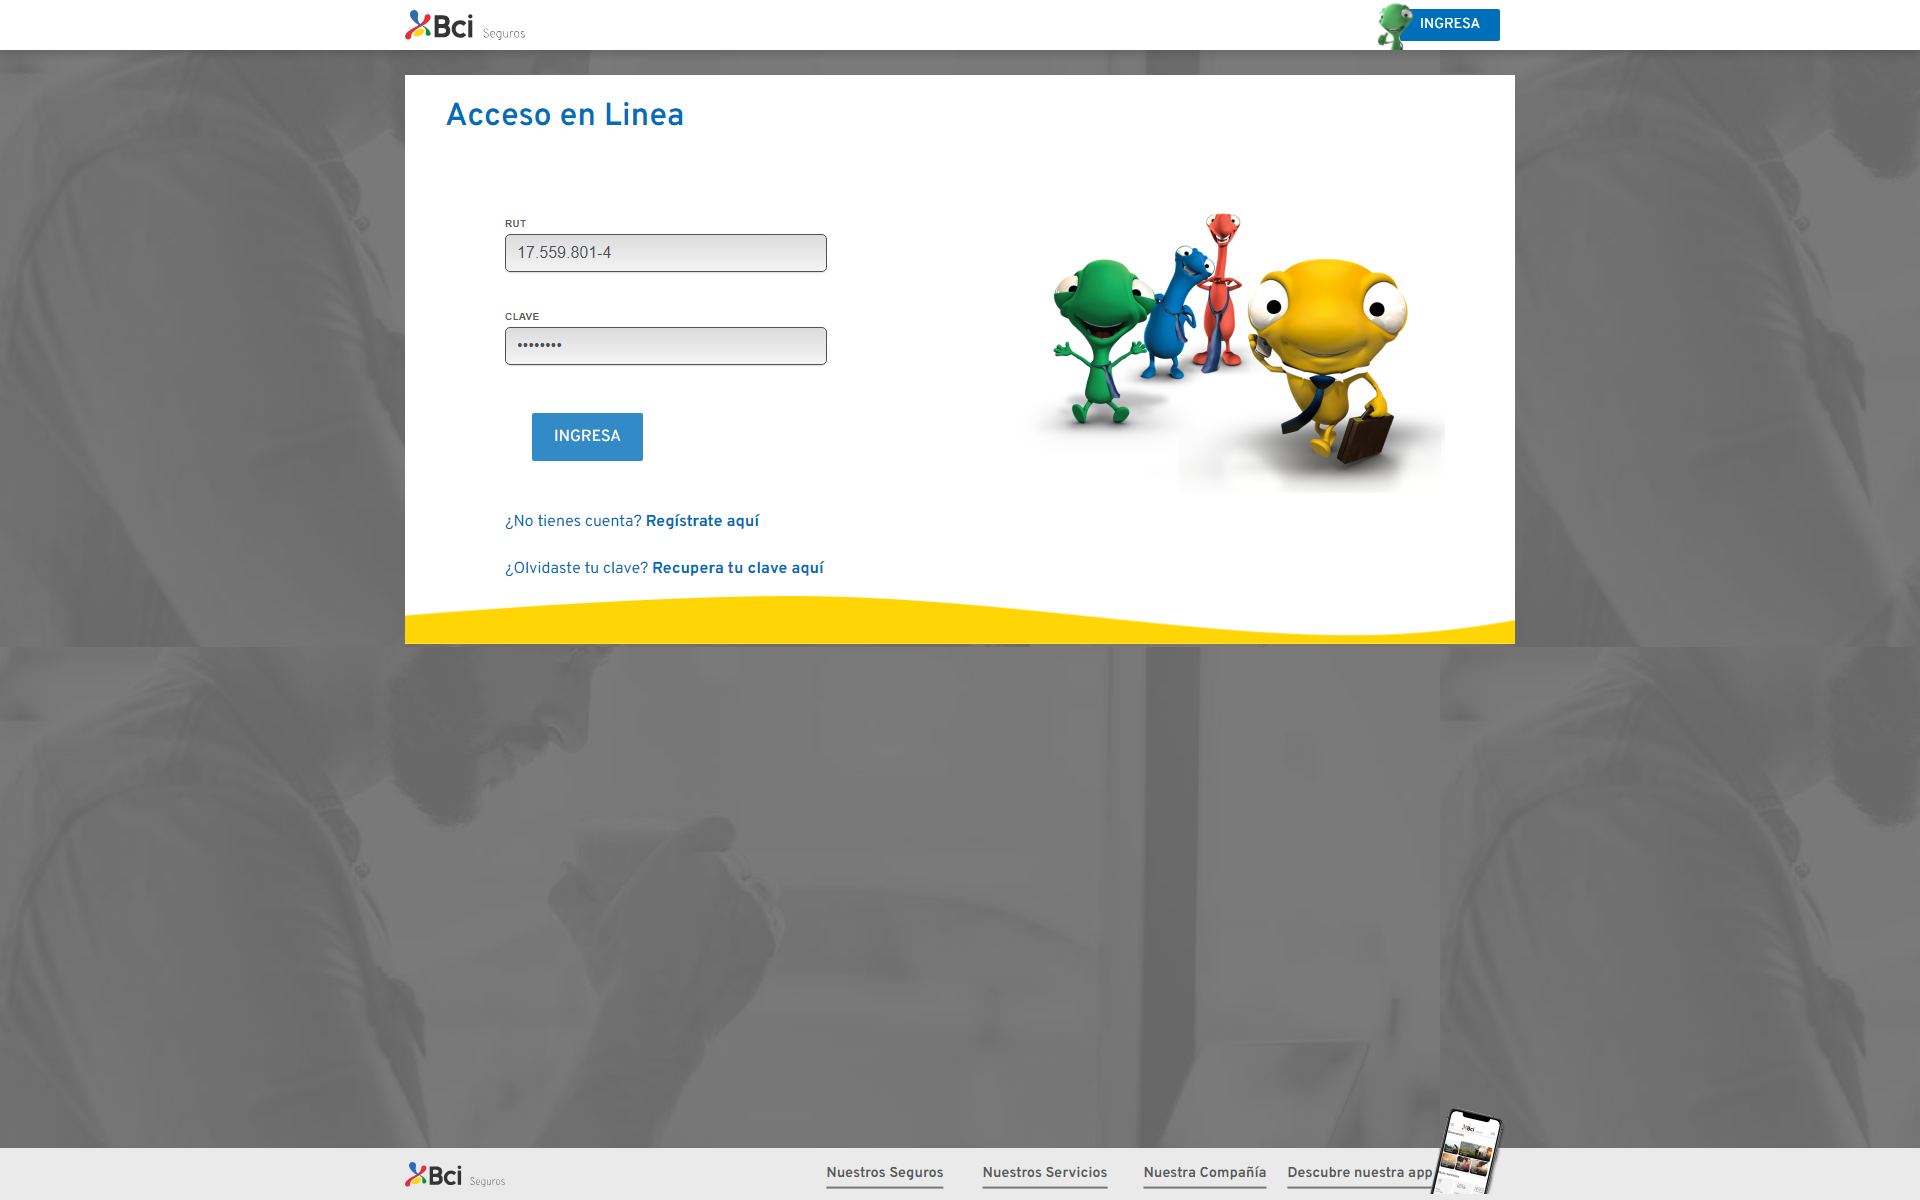 Bci Seguros
INGRESA
Acceso en Linea
RUT
17.559.801-4
CLAVE
••••••••
INGRESA
¿No tienes cuenta? Regístrate aquí
¿Olvidaste tu clave? Recupera tu clave aquí
Bci Seguros
Nuestros Seguros
Nuestros Servicios
Nuestra Compañía
Descubre nuestra app
Bci